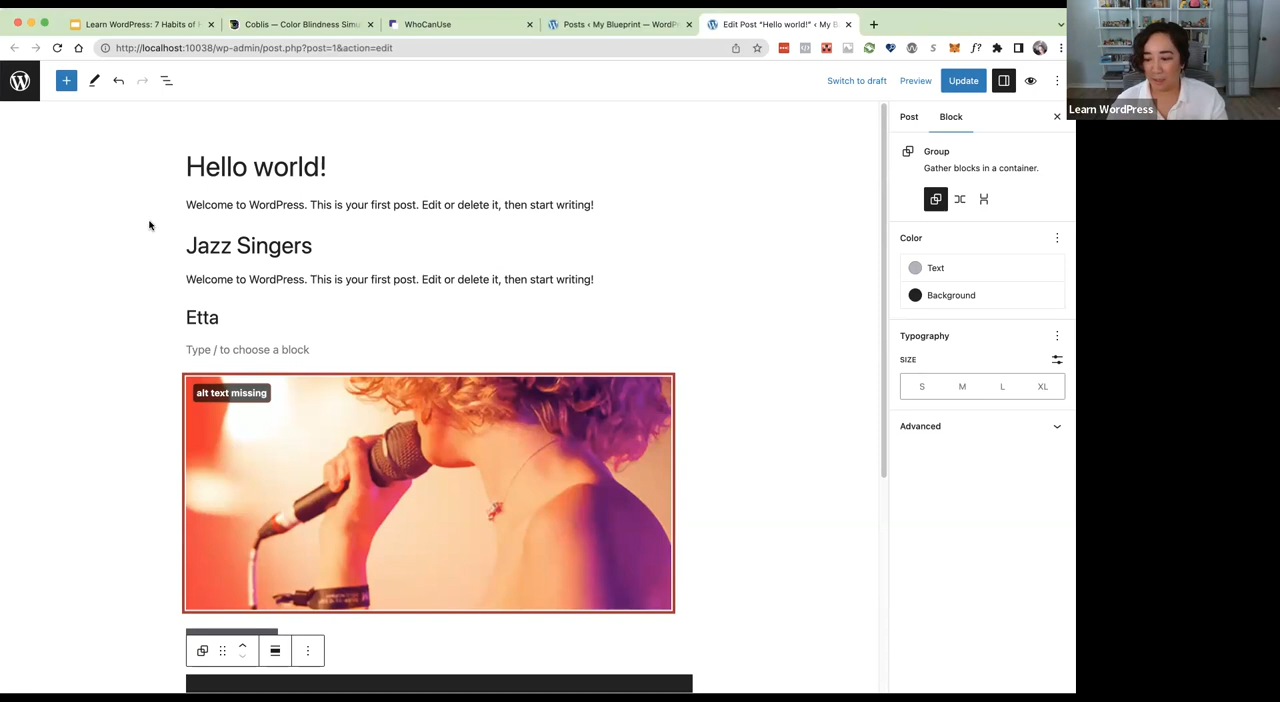 Learn WordPress: 7 Habits of
Coblis — Color Blindness Simu
WhoCanUse
Posts ‹ My Blueprint — WordP
Edit Post "Hello world!" ‹ My B
http://localhost:10038/wp-admin/post.php?post=1&action=edit
Learn WordPress
Switch to draft
Preview
Update
Post
Block
Group
Gather blocks in a container.
Color
Text
Background
Typography
SIZE
S M L XL
Advanced
Hello world!
Welcome to WordPress. This is your first post. Edit or delete it, then start writing!
Jazz Singers
Welcome to WordPress. This is your first post. Edit or delete it, then start writing!
Etta
Type / to choose a block
alt text missing